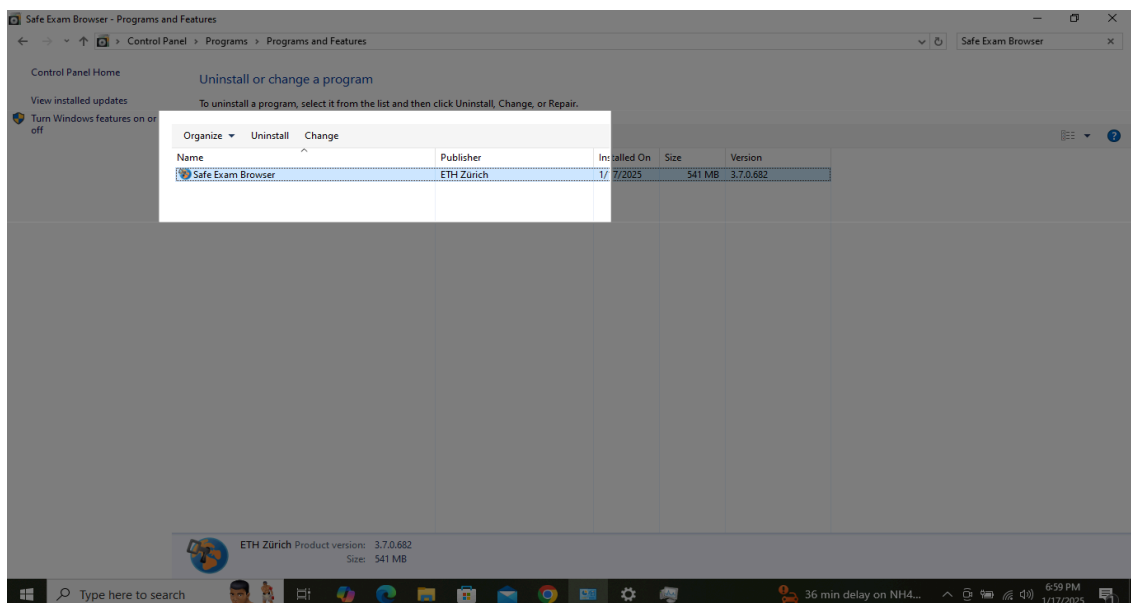 Safe Exam Browser - Programs and Features
Control Panel > Programs > Programs and Features
Safe Exam Browser
Control Panel Home
Uninstall or change a program
View installed updates
To uninstall a program, select it from the list and then click Uninstall, Change, or Repair.
Turn Windows features on or
off
Organize Uninstall Change
Name Publisher Installed On Size Version
Safe Exam Browser ETH Zürich 1/17/2025 541 MB 3.7.0.682
ETH Zürich Product version: 3.7.0.682
Size: 541 MB
Type here to search
36 min delay on NH4...
6:59 PM
1/17/2025